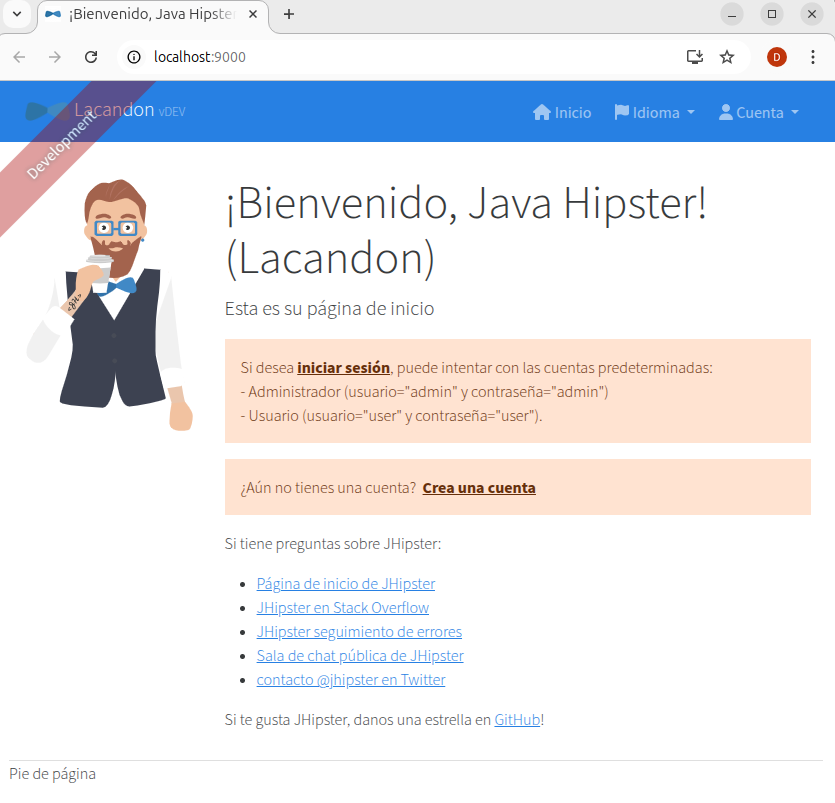 ¡Bienvenido, Java Hipster
localhost:9000
D
Lacandon vDEV
Inicio
Idioma
Cuenta
Development
¡Bienvenido, Java Hipster!
(Lacandon)
Esta es su página de inicio
Si desea iniciar sesión, puede intentar con las cuentas predeterminadas:
- Administrador (usuario="admin" y contraseña="admin")
- Usuario (usuario="user" y contraseña="user").
¿Aún no tienes una cuenta? Crea una cuenta
Si tiene preguntas sobre JHipster:
Página de inicio de JHipster
JHipster en Stack Overflow
JHipster seguimiento de errores
Sala de chat pública de JHipster
contacto @jhipster en Twitter
Si te gusta JHipster, danos una estrella en GitHub!
Pie de página